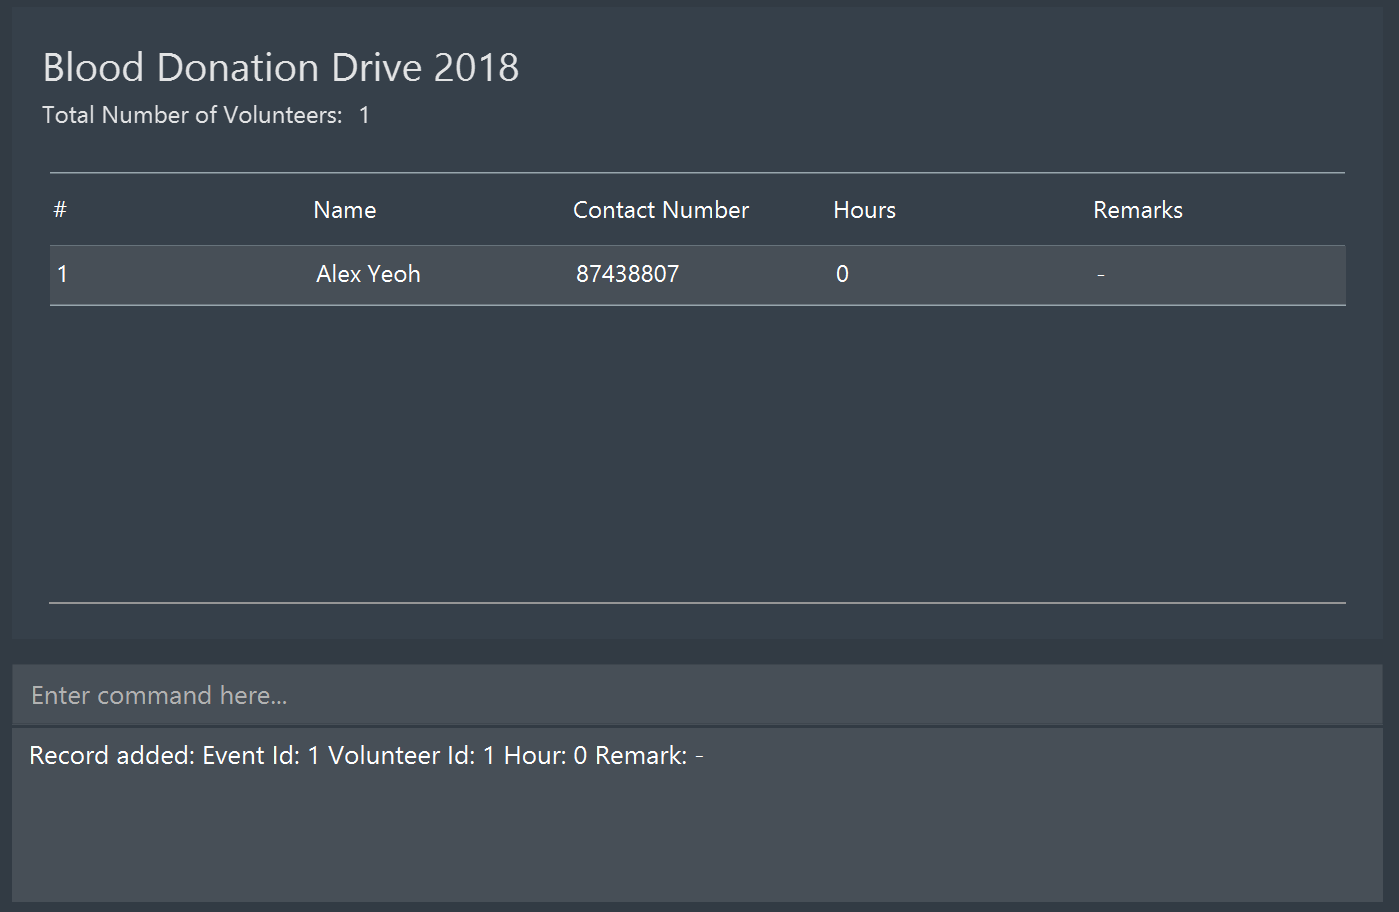 Blood Donation Drive 2018
Total Number of Volunteers: 1
# Name Contact Number Hours Remarks
1 Alex Yeoh 87438807 0 -
Enter command here...
Record added: Event Id: 1 Volunteer Id: 1 Hour: 0 Remark: -